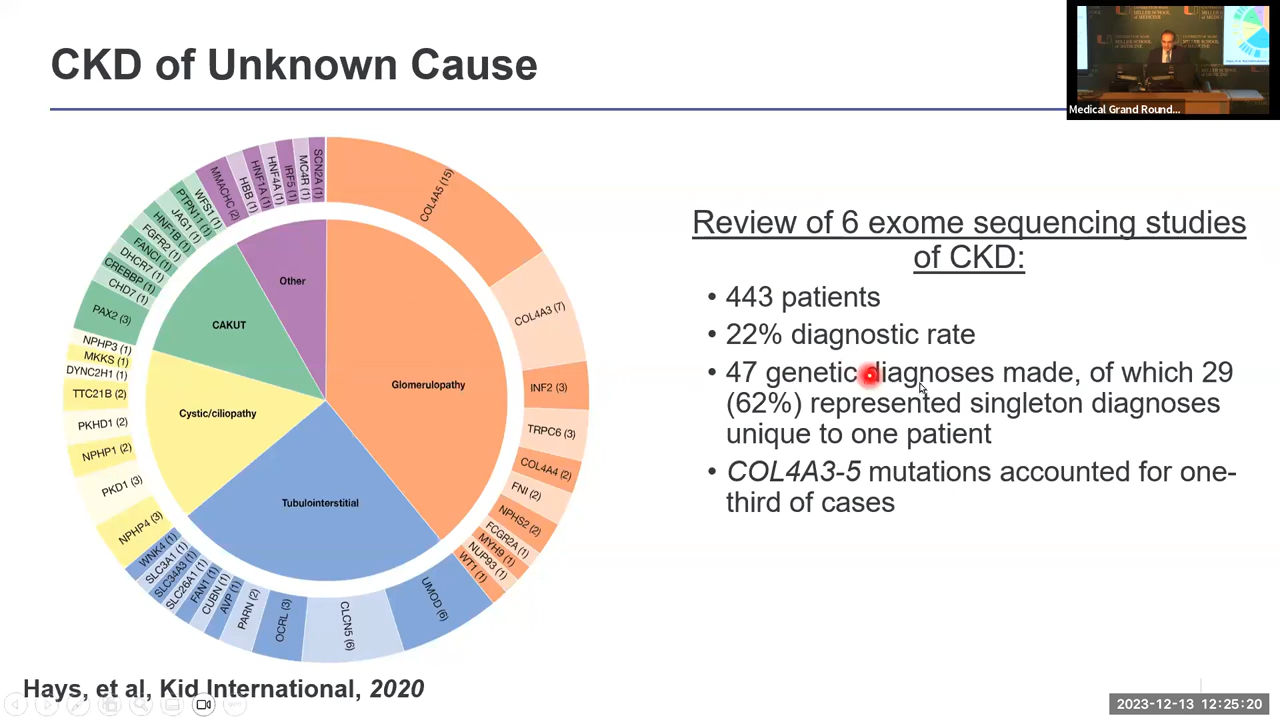 CKD of Unknown Cause
Medical Grand Round...
SCN2A (1)
MC4R (1)
IRF5 (1)
HNF4A (1)
HNF1A (1)
HBB (1)
MMACHC (2)
WFS1 (1)
PTPN11 (1)
JAG1 (1)
HNF1B (1)
FGFR2 (1)
FANCI (1)
DHCR7 (1)
CREBBP (1)
CHD7 (1)
PAX2 (3)
NPHP3 (1)
MKKS (1)
DYNC2H1 (1)
TTC21B (2)
PKHD1 (2)
NPHP1 (2)
PKD1 (3)
NPHP4 (3)
WNK4 (1)
SLC3A1 (1)
SLC34A3 (1)
SLC26A1 (1)
FAN1 (1)
CUBN (1)
AVP (1)
PARN (2)
OCRL (3)
CLCN5 (6)
UMOD (6)
WT1 (1)
NUP93 (1)
MYH9 (1)
FCGR2A (1)
NPHS2 (2)
FNI (2)
COL4A4 (2)
TRPC6 (3)
INF2 (3)
COL4A3 (7)
COL4A5 (15)
Other
CAKUT
Glomerulopathy
Cystic/ciliopathy
Tubulointerstitial
Review of 6 exome sequencing studies
of CKD:
• 443 patients
• 22% diagnostic rate
• 47 genetic diagnoses made, of which 29
(62%) represented singleton diagnoses
unique to one patient
• COL4A3-5 mutations accounted for one-
third of cases
Hays, et al, Kid International, 2020
2023-12-13 12:25:20